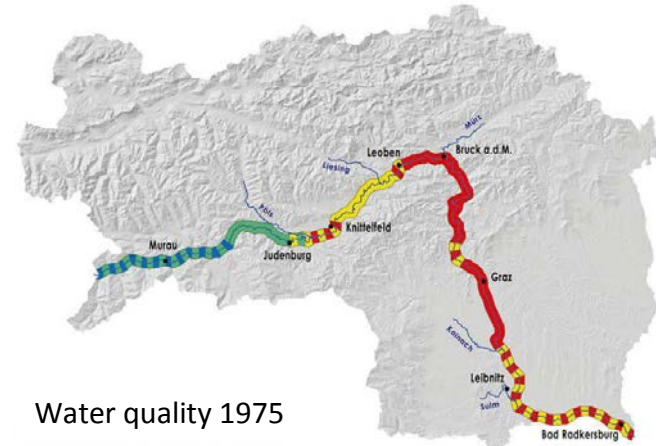 Mürz
Leoben
Bruck a.d.M.
Liesing
Pöls
Knittelfeld
Murau
Judenburg
Graz
Kainach
Leibnitz
Sulm
Bad Radkersburg
Water quality 1975